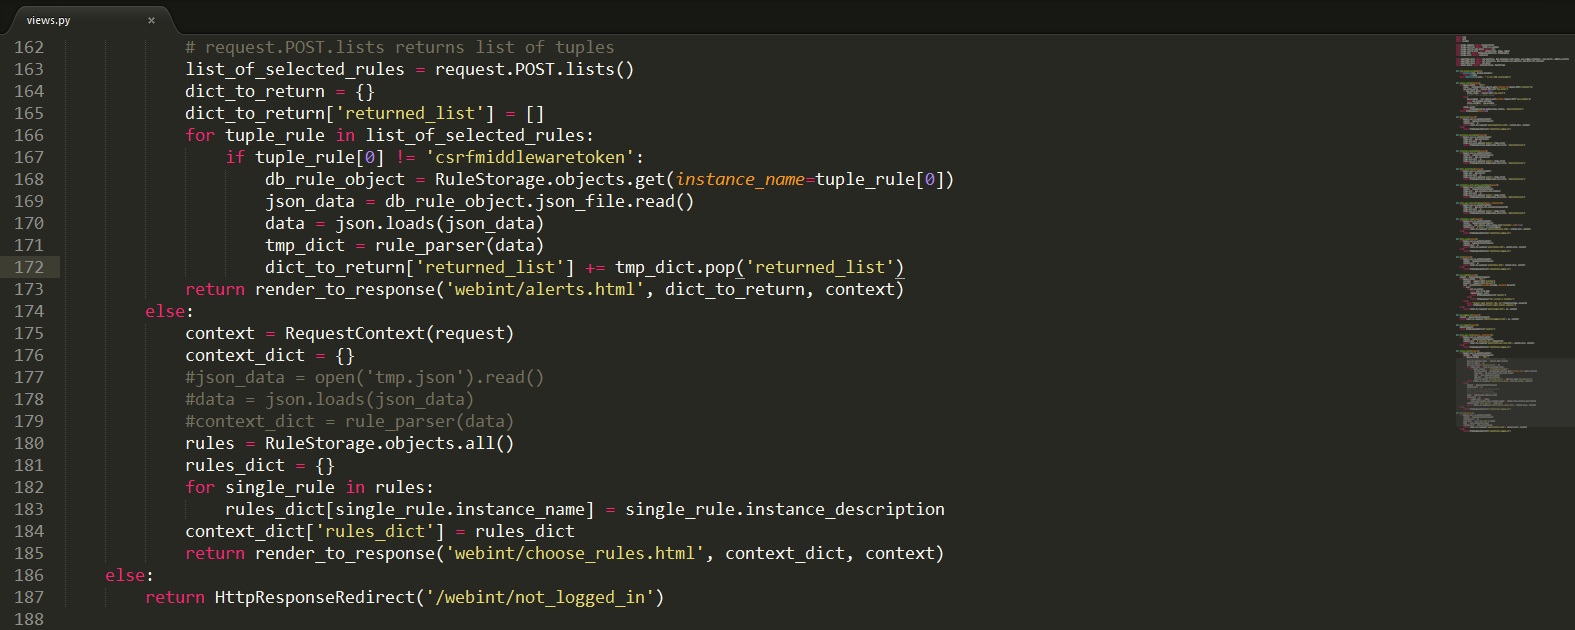 views.py ×
162 # request.POST.lists returns list of tuples
163 list_of_selected_rules = request.POST.lists()
164 dict_to_return = {}
165 dict_to_return['returned_list'] = []
166 for tuple_rule in list_of_selected_rules:
167 if tuple_rule[0] != 'csrfmiddlewaretoken':
168 db_rule_object = RuleStorage.objects.get(instance_name=tuple_rule[0])
169 json_data = db_rule_object.json_file.read()
170 data = json.loads(json_data)
171 tmp_dict = rule_parser(data)
172 dict_to_return['returned_list'] += tmp_dict.pop('returned_list')
173 return render_to_response('webint/alerts.html', dict_to_return, context)
174 else:
175 context = RequestContext(request)
176 context_dict = {}
177 #json_data = open('tmp.json').read()
178 #data = json.loads(json_data)
179 #context_dict = rule_parser(data)
180 rules = RuleStorage.objects.all()
181 rules_dict = {}
182 for single_rule in rules:
183 rules_dict[single_rule.instance_name] = single_rule.instance_description
184 context_dict['rules_dict'] = rules_dict
185 return render_to_response('webint/choose_rules.html', context_dict, context)
186 else:
187 return HttpResponseRedirect('/webint/not_logged_in')
188